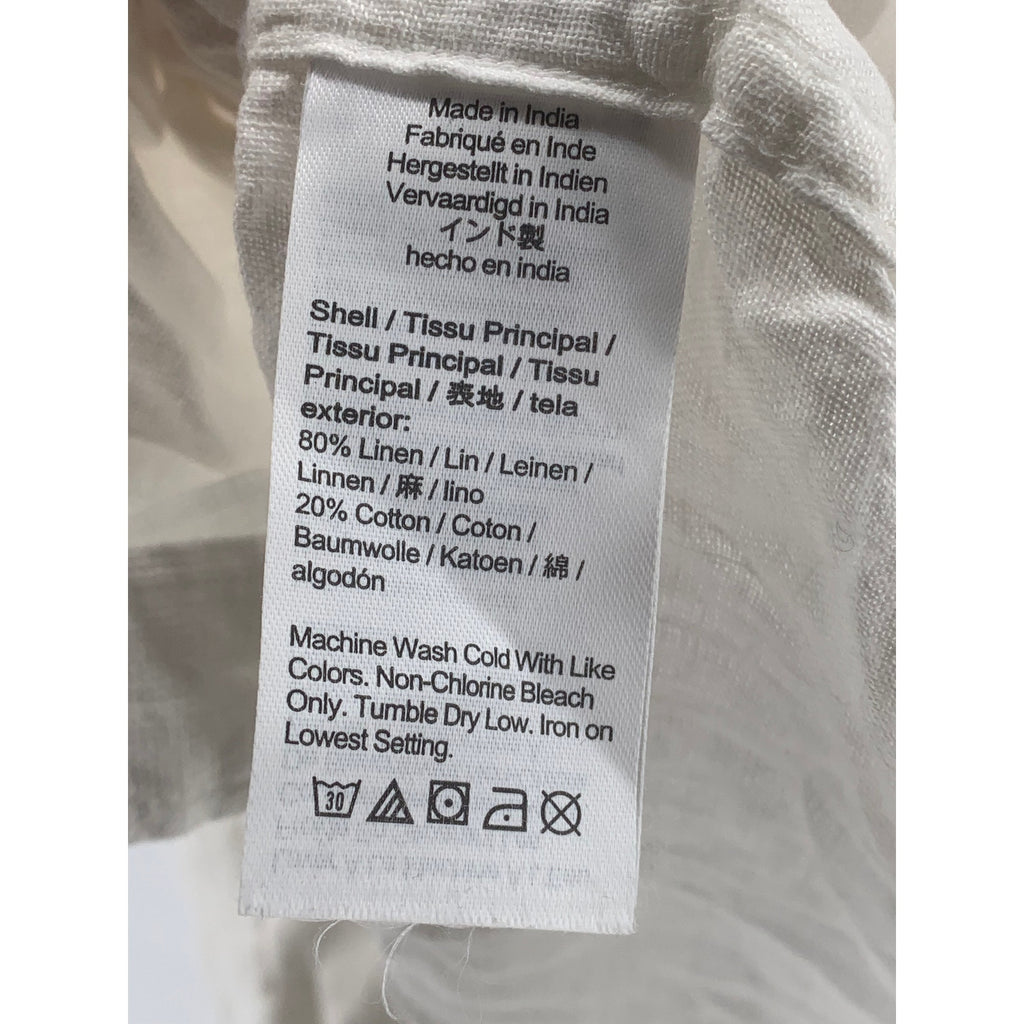 Made in India
Fabriqué en Inde
Hergestellt in Indien
Vervaardigd in India
インド製
hecho en india
Shell / Tissu Principal /
Tissu Principal / Tissu
Principal / 表地 / tela
exterior:
80% Linen / Lin / Leinen /
Linnen / 麻 / lino
20% Cotton / Coton /
Baumwolle / Katoen / 綿 /
algodón
Machine Wash Cold With Like
Colors. Non-Chlorine Bleach
Only. Tumble Dry Low. Iron on
Lowest Setting.
30